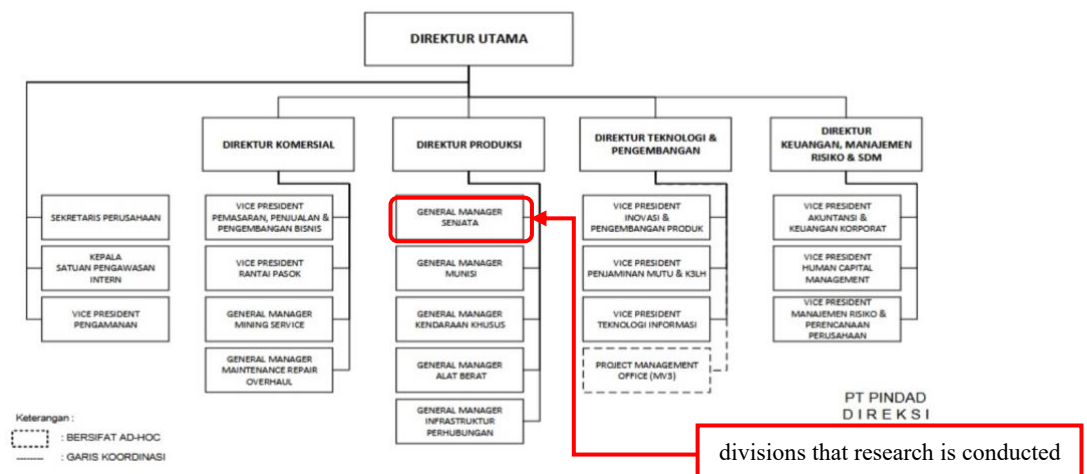 DIREKTUR UTAMA
DIREKTUR KOMERSIAL
DIREKTUR PRODUKSI
DIREKTUR TEKNOLOGI &
PENGEMBANGAN
DIREKTUR
KEUANGAN, MANAJEMEN
RISIKO & SDM
SEKRETARIS PERUSAHAAN
KEPALA
SATUAN PENGAWASAN
INTERN
VICE PRESIDENT
PENGAMANAN
VICE PRESIDENT
PEMASARAN, PENJUALAN &
PENGEMBANGAN BISNIS
VICE PRESIDENT
RANTAI PASOK
GENERAL MANAGER
MINING SERVICE
GENERAL MANAGER
MAINTENANCE REPAIR
OVERHAUL
GENERAL MANAGER
SENJATA
GENERAL MANAGER
MUNISI
GENERAL MANAGER
KENDARAAN KHUSUS
GENERAL MANAGER
ALAT BERAT
GENERAL MANAGER
INFRASTRUKTUR
PERHUBUNGAN
VICE PRESIDENT
INOVASI &
PENGEMBANGAN PRODUK
VICE PRESIDENT
PENJAMINAN MUTU & K3LH
VICE PRESIDENT
TEKNOLOGI INFORMASI
PROJECT MANAGEMENT
OFFICE (MV3)
VICE PRESIDENT
AKUNTANSI &
KEUANGAN KORPORAT
VICE PRESIDENT
HUMAN CAPITAL
MANAGEMENT
VICE PRESIDENT
MANAJEMEN RISIKO &
PERENCANAAN
PERUSAHAAN
Keterangan :
: BERSIFAT AD-HOC
: GARIS KOORDINASI
PT PINDAD
DIREKSI
divisions that research is conducted